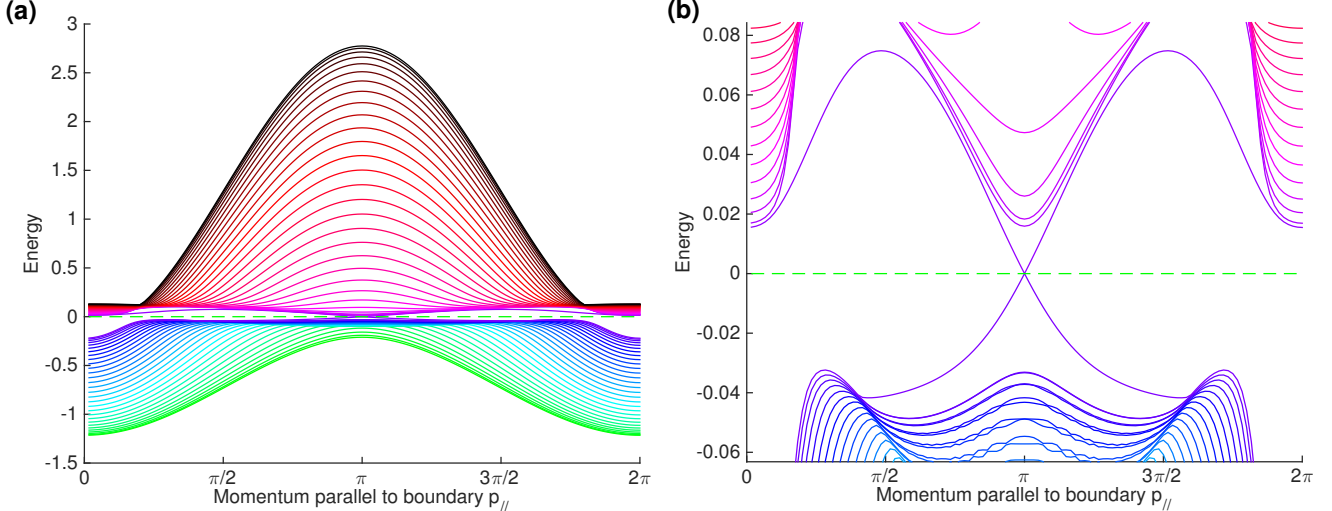 (a)
3
2.5
2
1.5
1
0.5
0
-0.5
-1
-1.5
Energy
0
π/2
π
3π/2
2π
Momentum parallel to boundary p//
(b)
0.08
0.06
0.04
0.02
0
-0.02
-0.04
-0.06
Energy
0
π/2
π
3π/2
2π
Momentum parallel to boundary p//